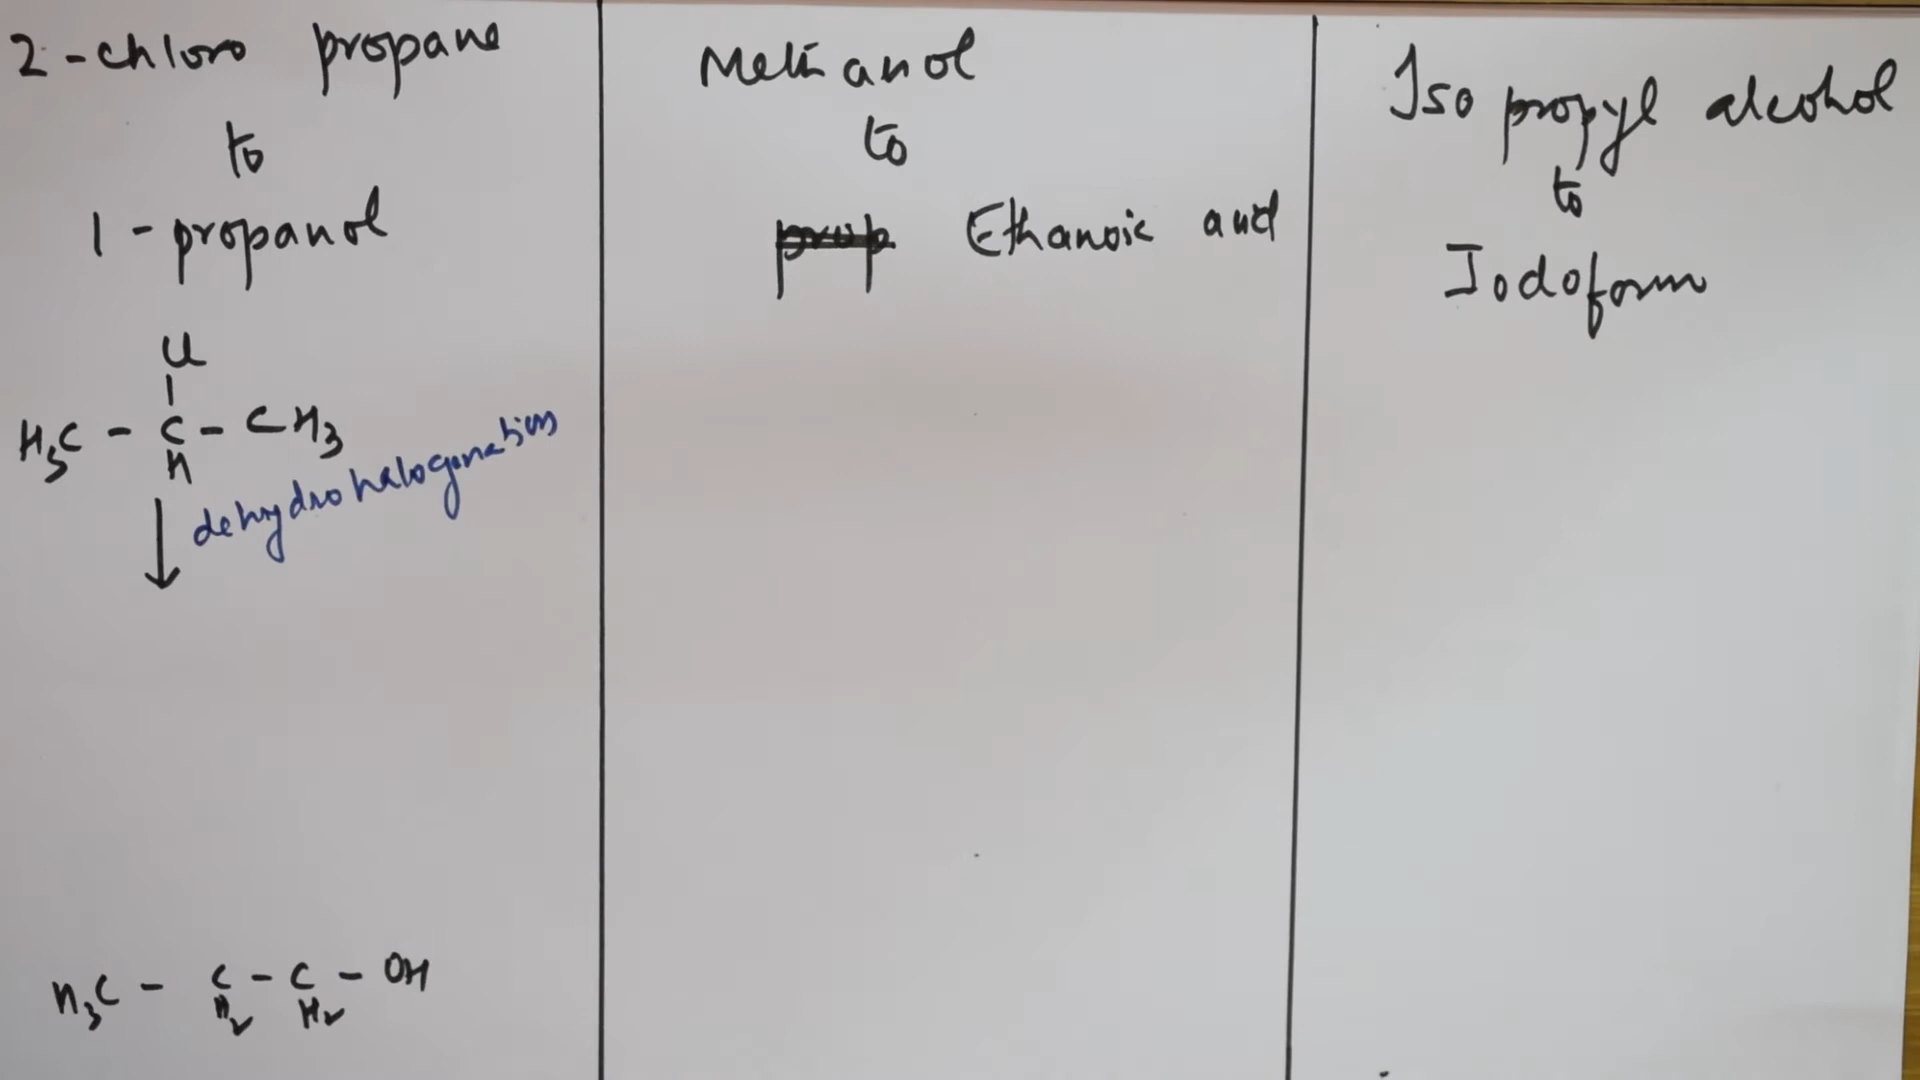 2-chloro propane
to
1-propanol
Cl
H3C - C - CH3
H
dehydrohalogenation
H3C - C - C - OH
H2 H2
Methanol
to
prop Ethanoic acid
Iso propyl alcohol
to
Iodoform